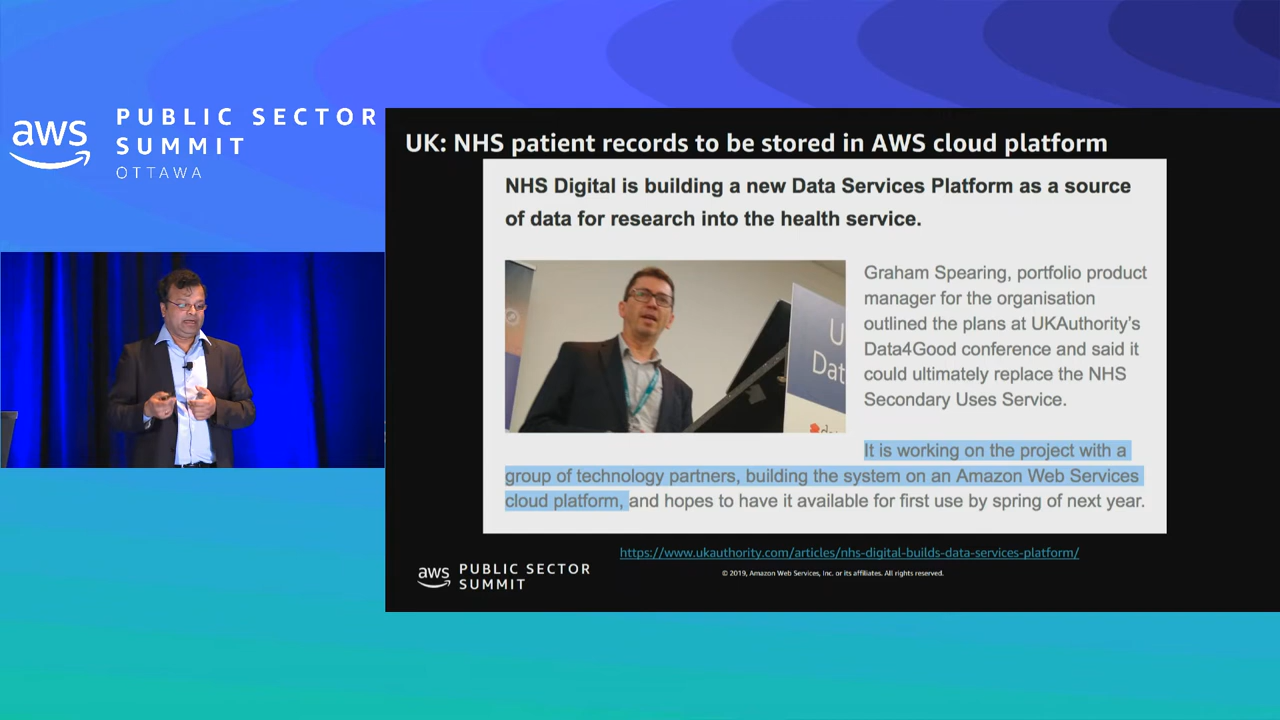 aws
PUBLIC SECTOR
SUMMIT
OTTAWA
UK: NHS patient records to be stored in AWS cloud platform
NHS Digital is building a new Data Services Platform as a source
of data for research into the health service.
Graham Spearing, portfolio product
manager for the organisation
outlined the plans at UKAuthority's
Data4Good conference and said it
could ultimately replace the NHS
Secondary Uses Service.
It is working on the project with a
group of technology partners, building the system on an Amazon Web Services
cloud platform, and hopes to have it available for first use by spring of next year.
https://www.ukauthority.com/articles/nhs-digital-builds-data-services-platform/
aws
PUBLIC SECTOR
SUMMIT
© 2019, Amazon Web Services, Inc. or its affiliates. All rights reserved.